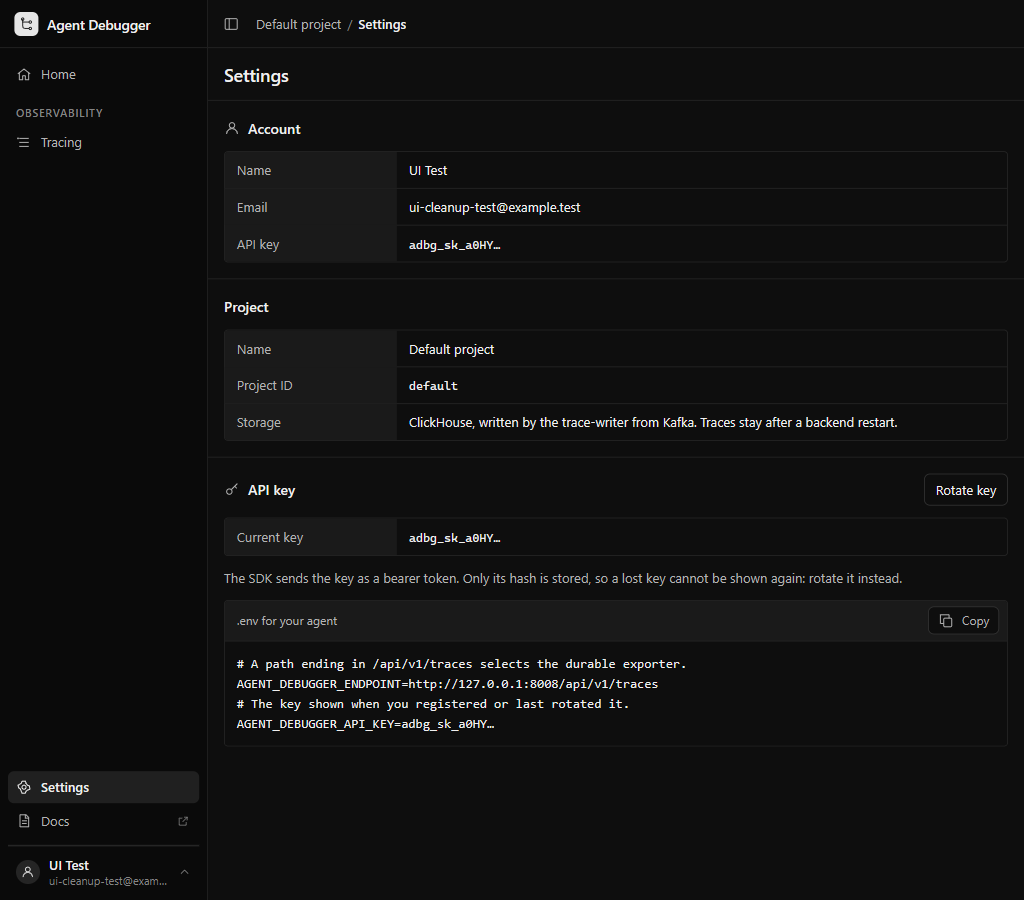 Agent Debugger
Default project / Settings
Home
OBSERVABILITY
Tracing
Settings
Account
Name UI Test
Email ui-cleanup-test@example.test
API key adbg_sk_a0HY…
Project
Name Default project
Project ID default
Storage ClickHouse, written by the trace-writer from Kafka. Traces stay after a backend restart.
API key
Rotate key
Current key adbg_sk_a0HY…
The SDK sends the key as a bearer token. Only its hash is stored, so a lost key cannot be shown again: rotate it instead.
.env for your agent
Copy
# A path ending in /api/v1/traces selects the durable exporter.
AGENT_DEBUGGER_ENDPOINT=http://127.0.0.1:8008/api/v1/traces
# The key shown when you registered or last rotated it.
AGENT_DEBUGGER_API_KEY=adbg_sk_a0HY…
Settings
Docs
UI Test
ui-cleanup-test@exam…